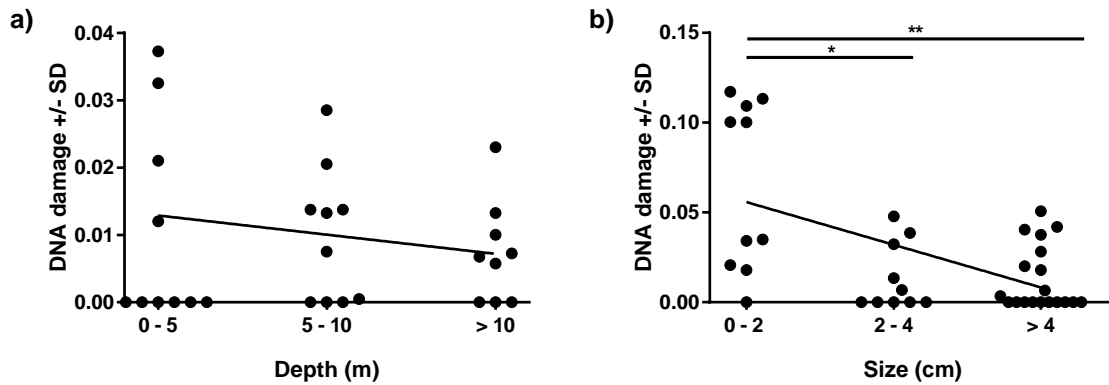 a)
0.04
0.03
0.02
0.01
0.00
DNA damage +/- SD
0 - 5
5 - 10
> 10
Depth (m)
b)
0.15
0.10
0.05
0.00
DNA damage +/- SD
**
*
0 - 2
2 - 4
> 4
Size (cm)